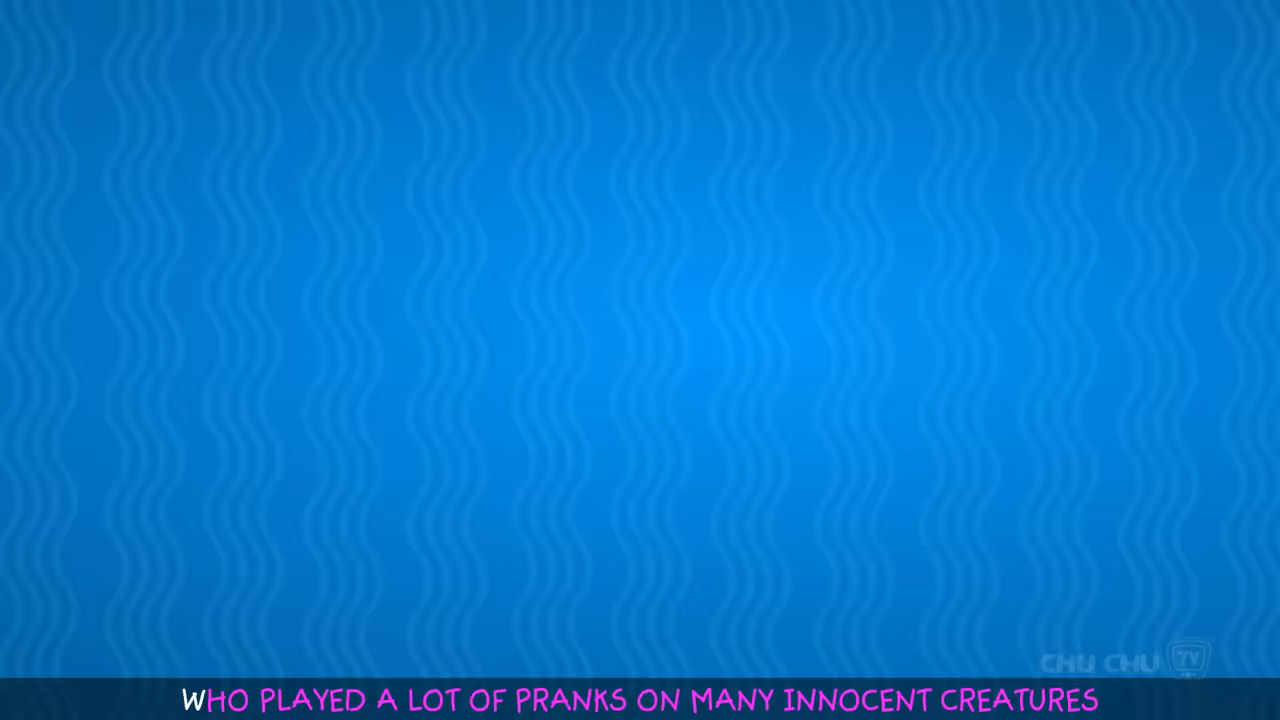 CHU CHU TV
WHO PLAYED A LOT OF PRANKS ON MANY INNOCENT CREATURES